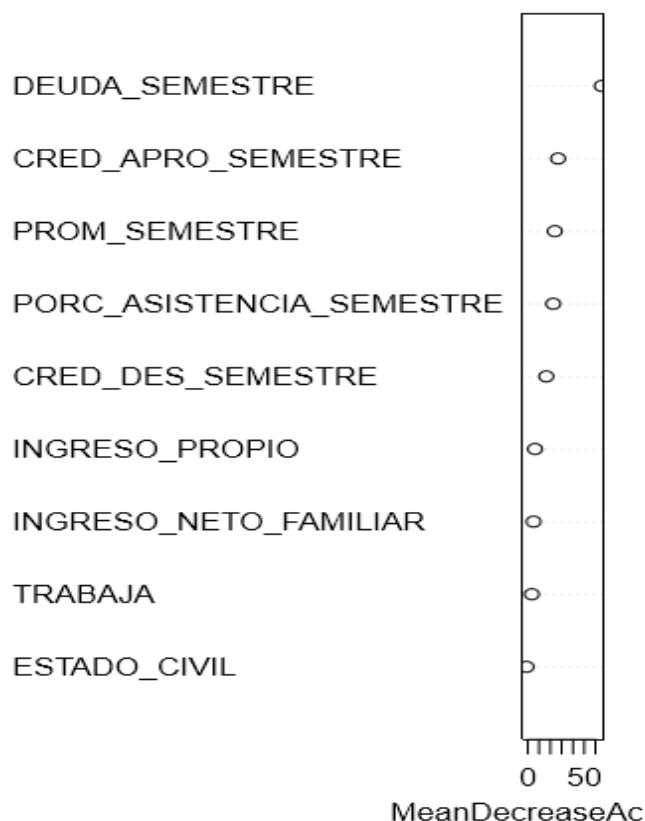 DEUDA_SEMESTRE
CRED_APRO_SEMESTRE
PROM_SEMESTRE
PORC_ASISTENCIA_SEMESTRE
CRED_DES_SEMESTRE
INGRESO_PROPIO
INGRESO_NETO_FAMILIAR
TRABAJA
ESTADO_CIVIL
0 50
MeanDecreaseAc